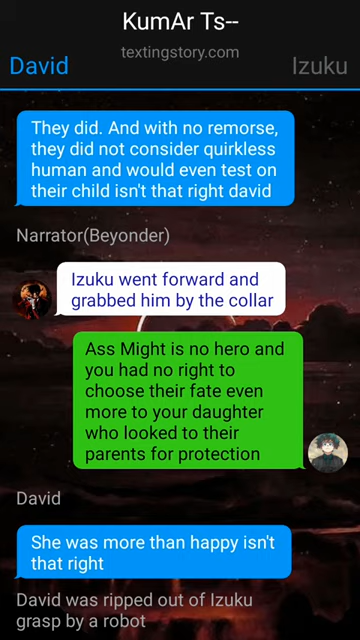 KumAr Ts--
textingstory.com
David
Izuku
They did. And with no remorse,
they did not consider quirkless
human and would even test on
their child isn't that right david
Narrator(Beyonder)
Izuku went forward and
grabbed him by the collar
Ass Might is no hero and
you had no right to
choose their fate even
more to your daughter
who looked to their
parents for protection
David
She was more than happy isn't
that right
David was ripped out of Izuku
grasp by a robot